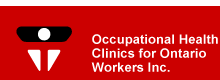 Occupational Health
Clinics for Ontario
Workers Inc.